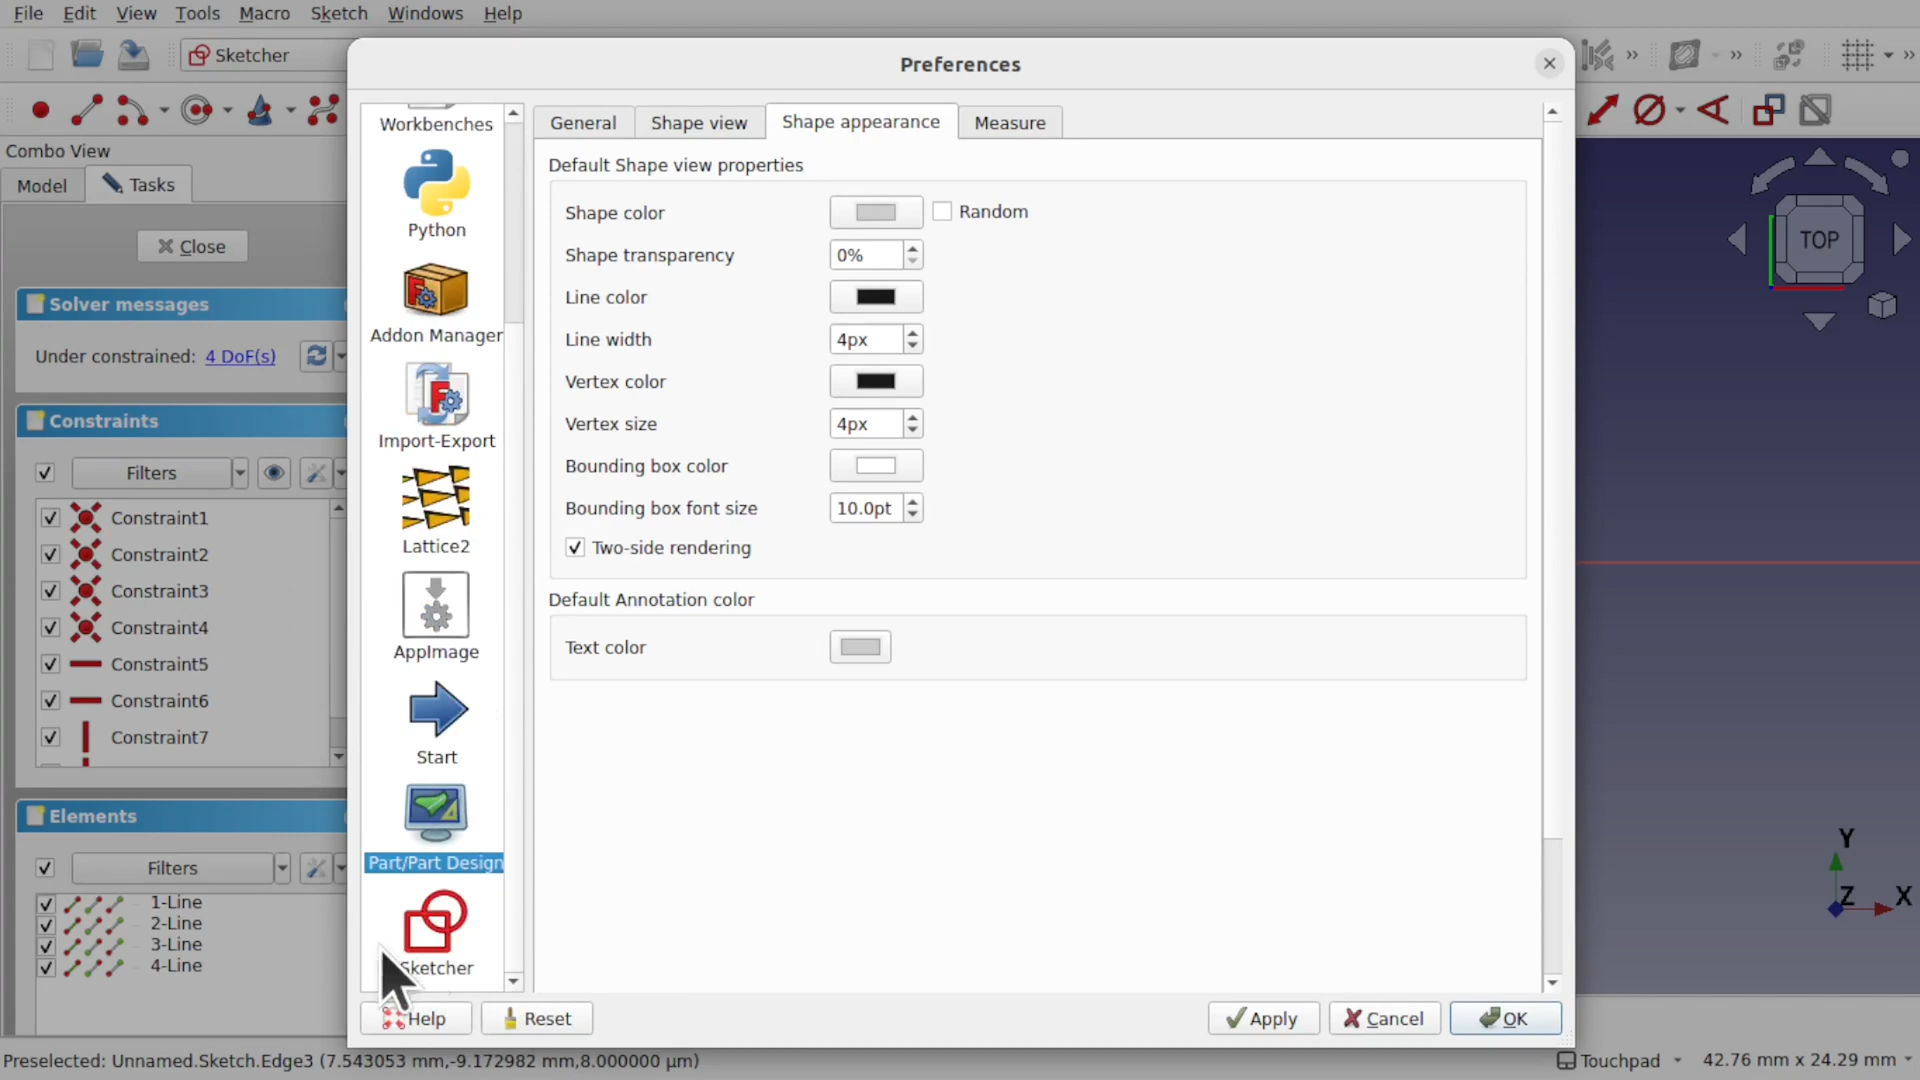 File Edit View Tools Macro Sketch Windows Help
Sketcher
Preferences
Combo View
Model Tasks
Close
Solver messages
Under constrained: 4 DoF(s)
Constraints
Filters
Constraint1
Constraint2
Constraint3
Constraint4
Constraint5
Constraint6
Constraint7
Elements
Filters
1-Line
2-Line
3-Line
4-Line
Workbenches
Python
Addon Manager
Import-Export
Lattice2
AppImage
Start
Part/Part Design
Sketcher
General Shape view Shape appearance Measure
Default Shape view properties
Shape color Random
Shape transparency 0%
Line color
Line width 4px
Vertex color
Vertex size 4px
Bounding box color
Bounding box font size 10.0pt
Two-side rendering
Default Annotation color
Text color
Help Reset Apply Cancel OK
TOP
Y
Z X
Preselected: Unnamed.Sketch.Edge3 (7.543053 mm,-9.172982 mm,8.000000 µm)
Touchpad 42.76 mm x 24.29 mm